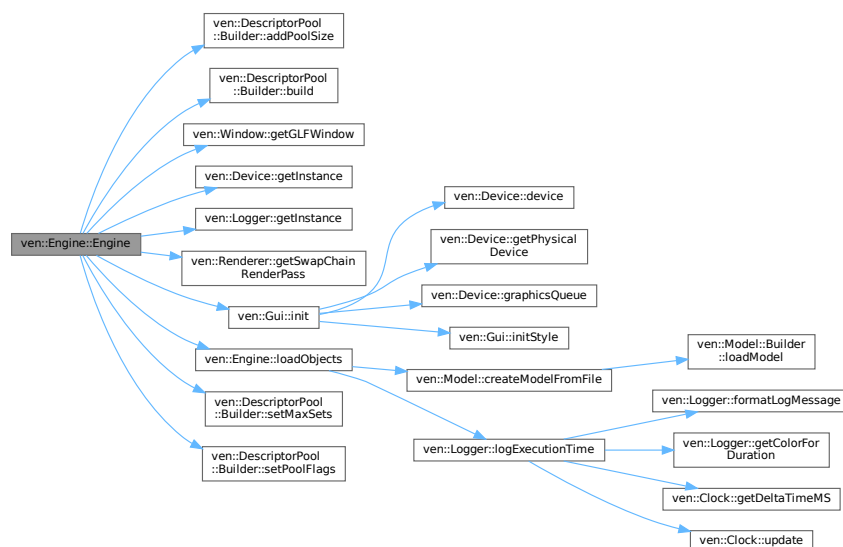 ven::Engine::Engine
ven::DescriptorPool
::Builder::addPoolSize
ven::DescriptorPool
::Builder::build
ven::Window::getGLFWindow
ven::Device::getInstance
ven::Logger::getInstance
ven::Renderer::getSwapChain
RenderPass
ven::Gui::init
ven::Engine::loadObjects
ven::DescriptorPool
::Builder::setMaxSets
ven::DescriptorPool
::Builder::setPoolFlags
ven::Device::device
ven::Device::getPhysical
Device
ven::Device::graphicsQueue
ven::Gui::initStyle
ven::Model::createModelFromFile
ven::Logger::logExecutionTime
ven::Model::Builder
::loadModel
ven::Logger::formatLogMessage
ven::Logger::getColorFor
Duration
ven::Clock::getDeltaTimeMS
ven::Clock::update